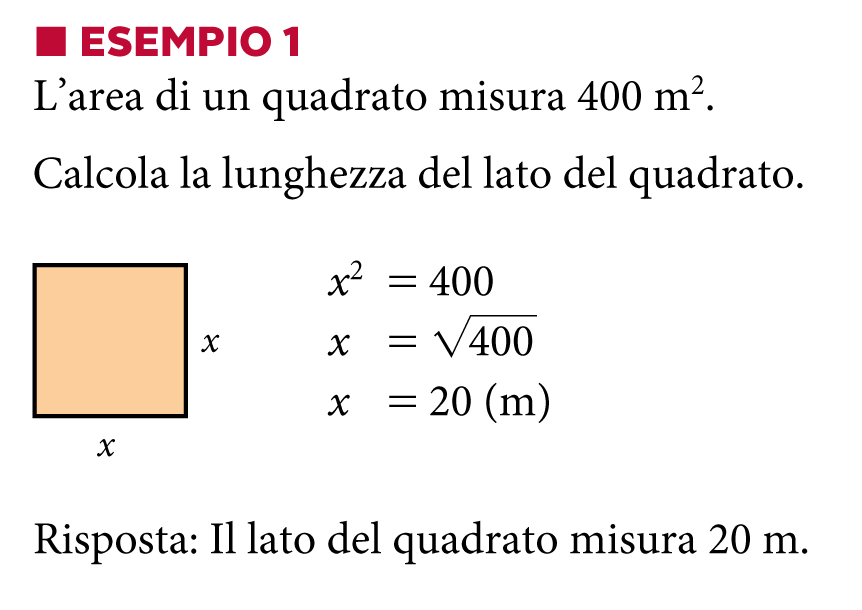 ■ ESEMPIO 1
L’area di un quadrato misura 400 m².
Calcola la lunghezza del lato del quadrato.
x² = 400
x = √400
x = 20 (m)
x
x
Risposta: Il lato del quadrato misura 20 m.